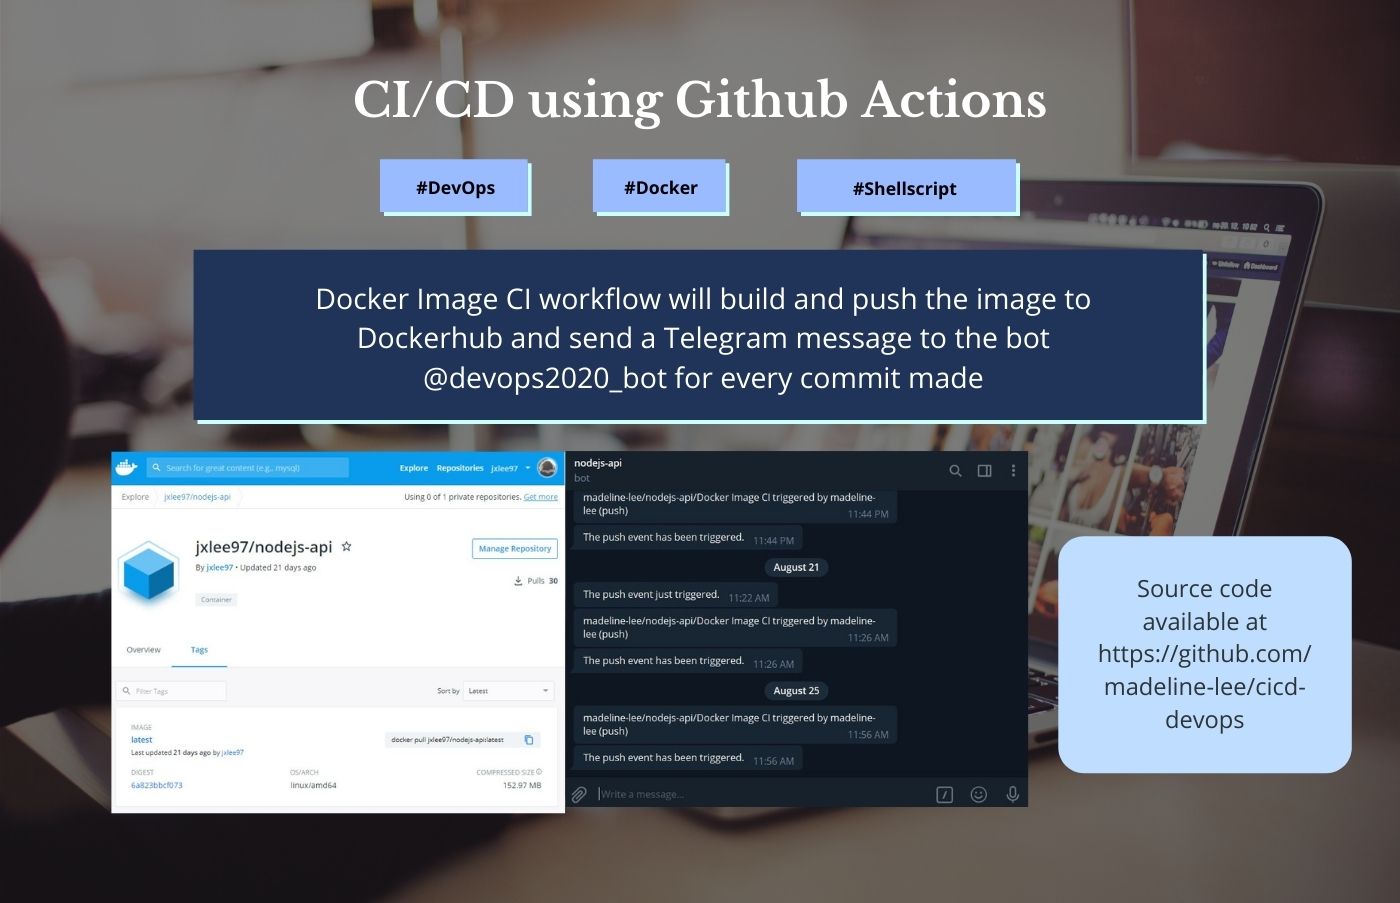 CI/CD using Github Actions
#DevOps
#Docker
#Shellscript
Docker Image CI workflow will build and push the image to
Dockerhub and send a Telegram message to the bot
@devops2020_bot for every commit made
Search for great content (e.g., mysql)
Explore Repositories jxlee97
Explore jxlee97/nodejs-api
Using 0 of 1 private repositories. Get more
jxlee97/nodejs-api
Manage Repository
By jxlee97 • Updated 21 days ago
Pulls 30
Container
Overview Tags
Filter Tags
Sort by Latest
IMAGE
latest
docker pull jxlee97/nodejs-api:latest
Last updated 21 days ago by jxlee97
DIGEST OS/ARCH COMPRESSED SIZE
6a823bbcf073 linux/amd64 152.97 MB
nodejs-api
bot
madeline-lee/nodejs-api/Docker Image CI triggered by madeline-
lee (push) 11:44 PM
The push event has been triggered. 11:44 PM
August 21
The push event just triggered. 11:22 AM
madeline-lee/nodejs-api/Docker Image CI triggered by madeline-
lee (push) 11:26 AM
The push event has been triggered. 11:26 AM
August 25
madeline-lee/nodejs-api/Docker Image CI triggered by madeline-
lee (push) 11:56 AM
The push event has been triggered. 11:56 AM
Write a message...
Source code
available at
https://github.com/
madeline-lee/cicd-
devops
Unfollow Dashboard